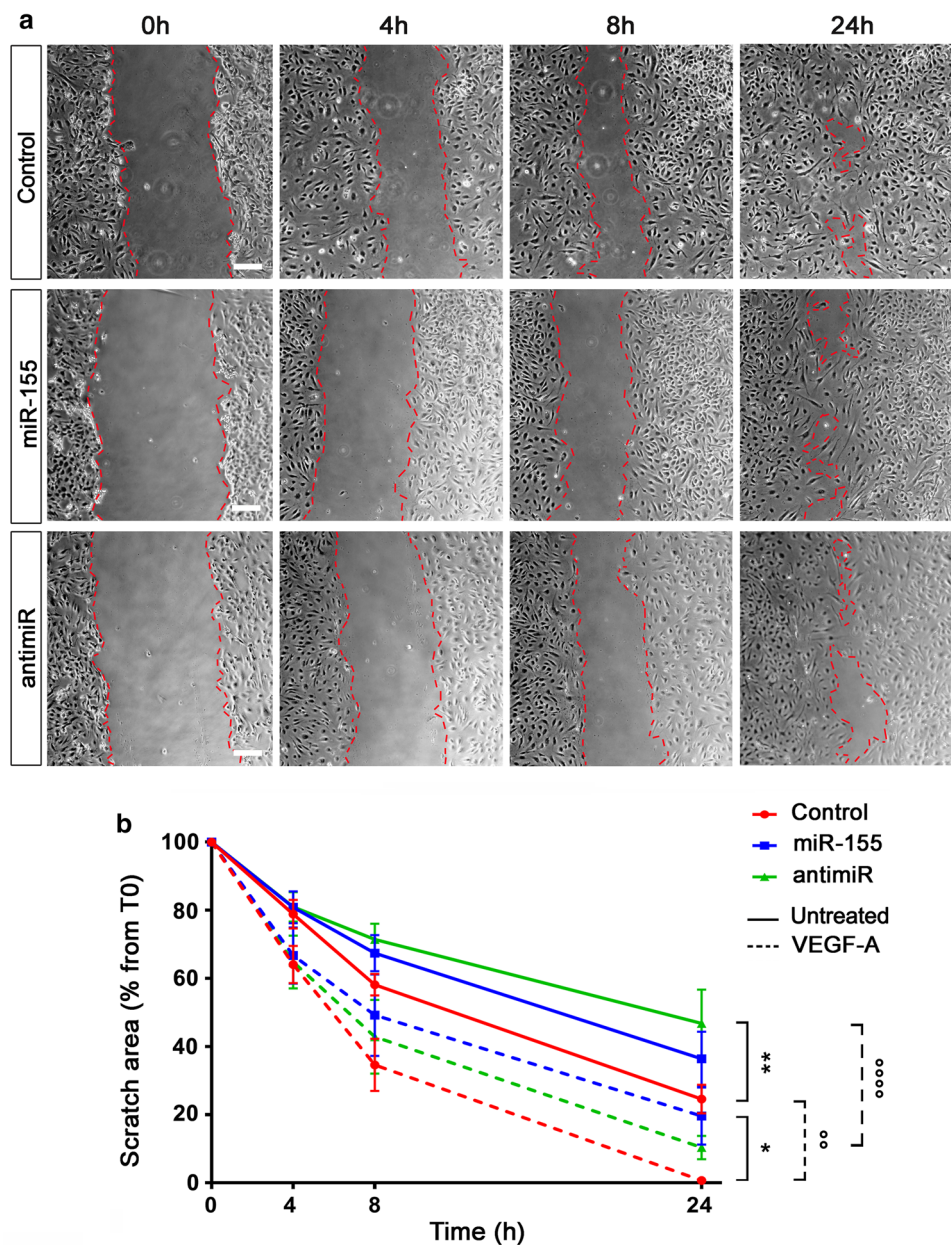 a
0h 4h 8h 24h
Control
miR-155
antimiR
b
Control
miR-155
antimiR
Untreated
VEGF-A
Scratch area (% from T0)
100
80
60
40
20
0
0 4 8 24
Time (h)
**
*
°°
°°°°